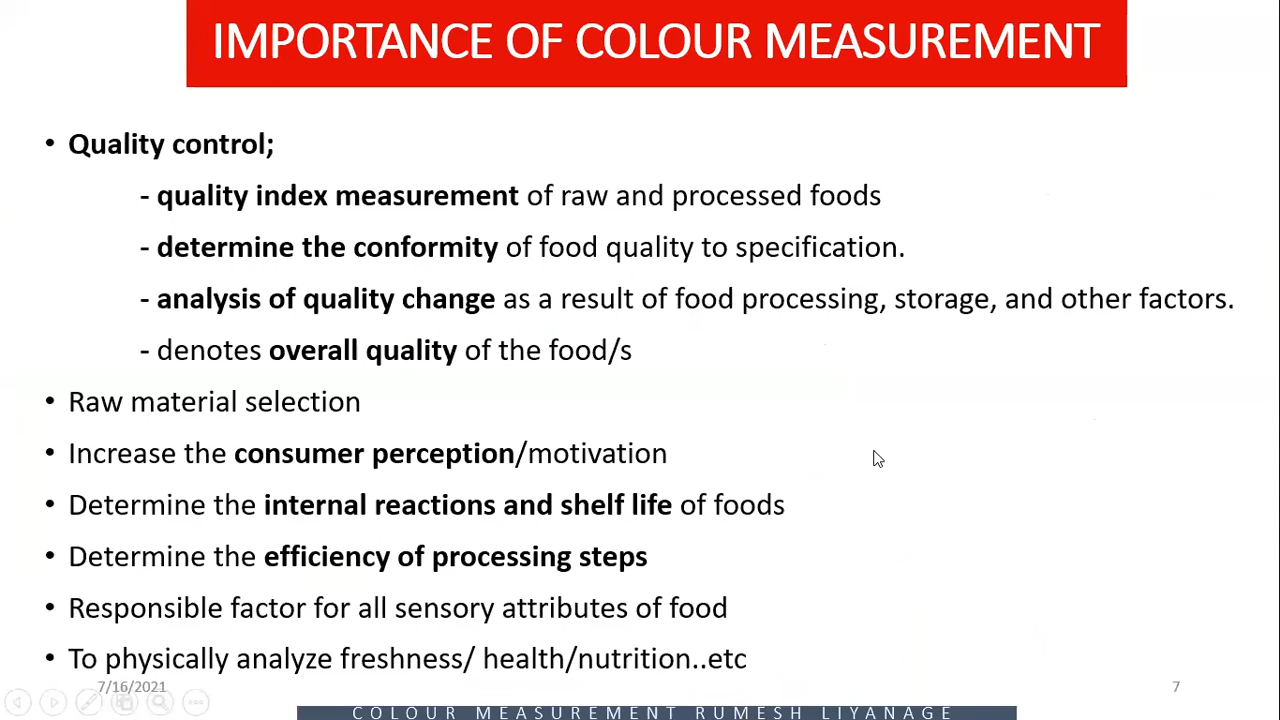 IMPORTANCE OF COLOUR MEASUREMENT
• Quality control;
- quality index measurement of raw and processed foods
- determine the conformity of food quality to specification.
- analysis of quality change as a result of food processing, storage, and other factors.
- denotes overall quality of the food/s
• Raw material selection
• Increase the consumer perception/motivation
• Determine the internal reactions and shelf life of foods
• Determine the efficiency of processing steps
• Responsible factor for all sensory attributes of food
• To physically analyze freshness/ health/nutrition..etc
7/16/2021
7
COLOUR MEASUREMENT RUMESH LIYANAGE